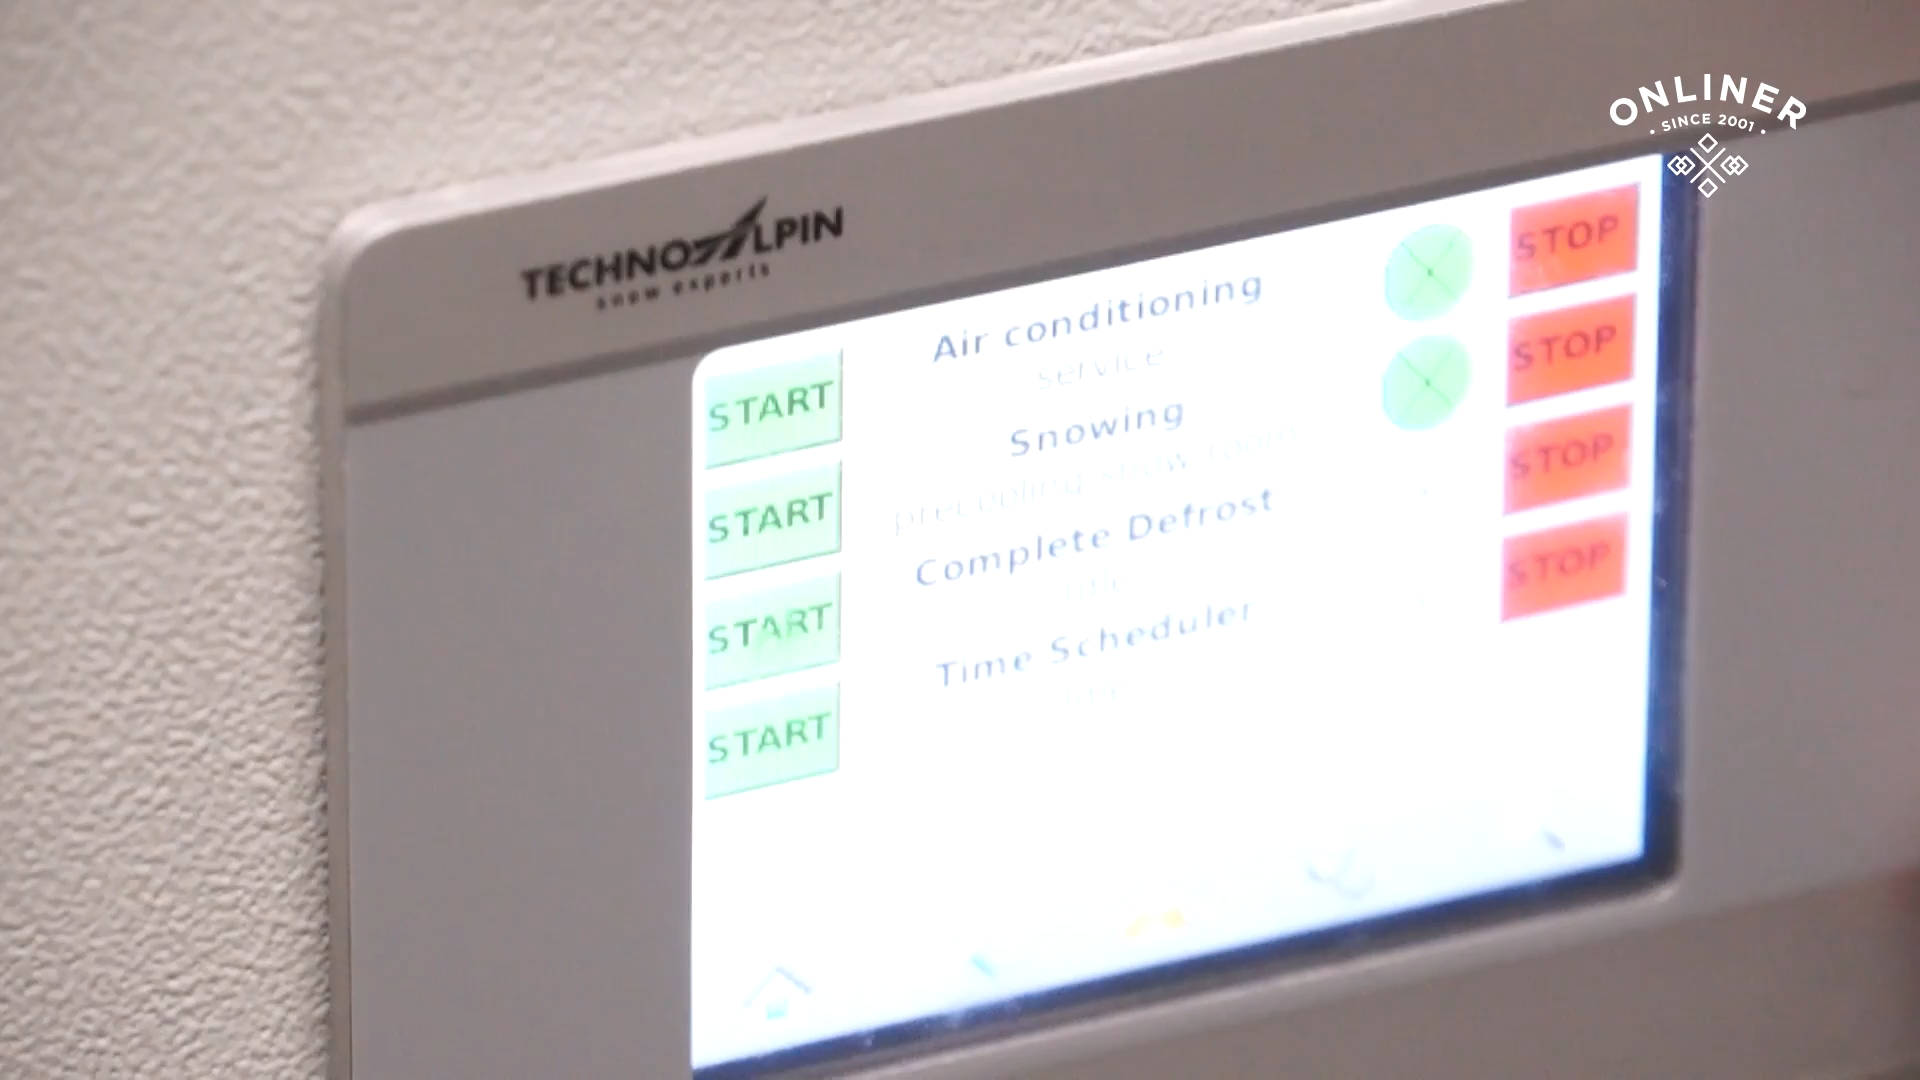 ONLINER
SINCE 2001
TECHNOALPIN
snow experts
START
Air conditioning
service
STOP
START
Snowing
precooling snow room
STOP
START
Complete Defrost
STOP
START
Time Scheduler
STOP